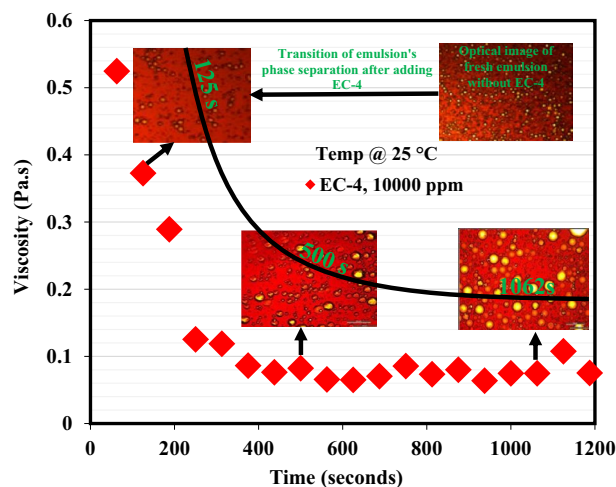 0.6
0.5
0.4
0.3
0.2
0.1
0
Viscosity (Pa.s)
125 s
Transition of emulsion's
phase separation after adding
EC-4
Optical image of
fresh emulsion
without EC-4
Temp @ 25 °C
EC-4, 10000 ppm
500 s
1062s
0 200 400 600 800 1000 1200
Time (seconds)